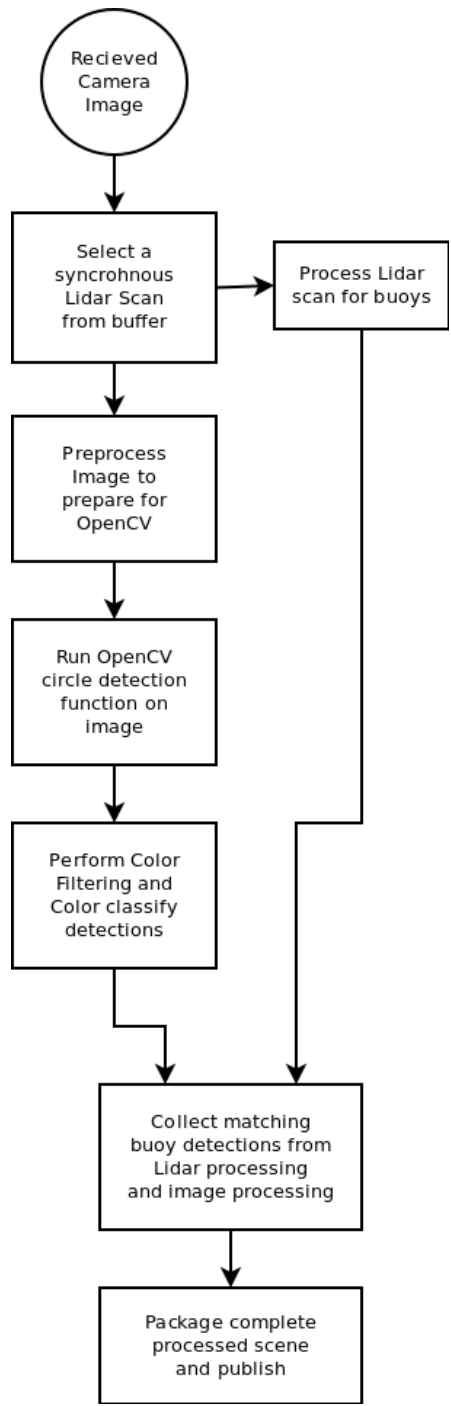 Recieved
Camera
Image
Select a
syncrohnous
Lidar Scan
from buffer
Process Lidar
scan for buoys
Preprocess
Image to
prepare for
OpenCV
Run OpenCV
circle detection
function on
image
Perform Color
Filtering and
Color classify
detections
Collect matching
buoy detections from
Lidar processing
and image processing
Package complete
processed scene
and publish